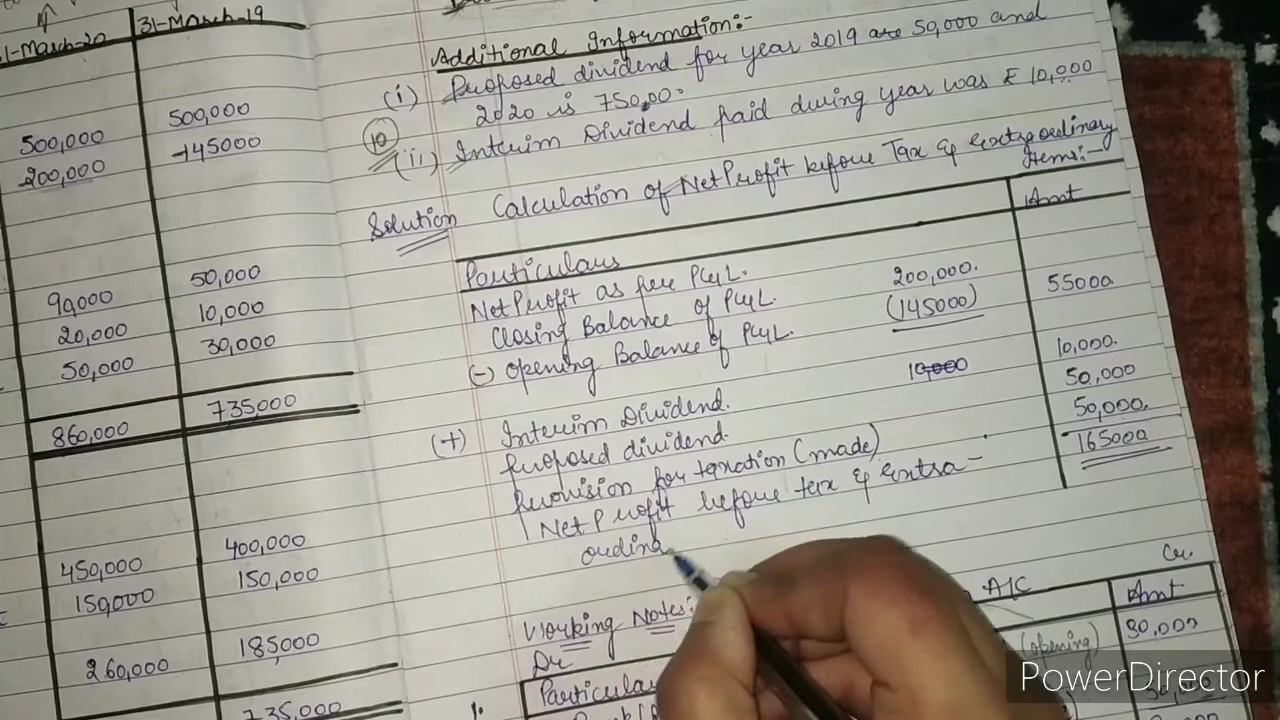 31-March-20 31-March-19
500,000 500,000
200,000 145000
90,000 50,000
20,000 10,000
50,000 30,000
860,000 735000
450,000 400,000
150,000 150,000
260,000 185000
735,000
Additional Information:-
(i) Proposed dividend for year 2019 are 50,000 and
2020 is 750,00.
10
(ii) Interim Dividend paid during year was ₹ 10,000
Solution Calculation of Net Profit before Tax & extraordinary
Items:-
Particulars Amt
Net Profit as per P&L.
Closing Balance of P&L. 200,000.
(-) Opening Balance of P&L. (145000) 55000
(+) Interim Dividend. 10,000 10,000.
Proposed dividend. 50,000
Provision for taxation (made) 50,000.
Net Profit before tax & extra- 165000
ordina
Working Notes:
A/C Cr.
Dr
Particular Amt
(opening) 30,000
1.
PowerDirector